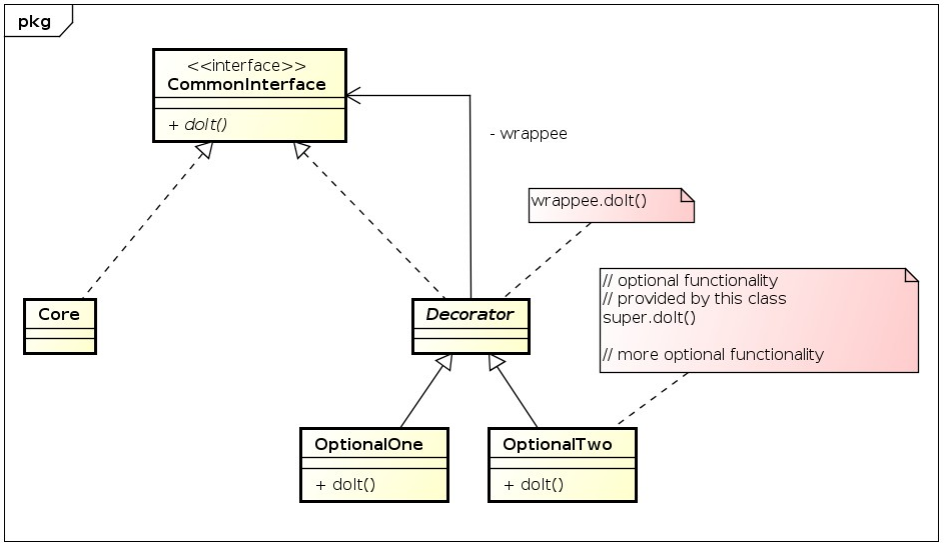 pkg
<<interface>>
CommonInterface
+ doIt()
- wrappee
wrappee.doIt()
// optional functionality
// provided by this class
super.doIt()
// more optional functionality
Core
Decorator
OptionalOne
+ doIt()
OptionalTwo
+ doIt()